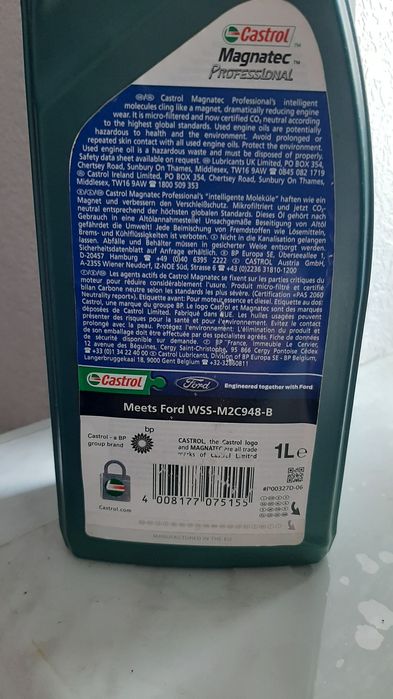 Castrol
Magnatec™
PROFESSIONAL
Castrol Magnatec Professional's intelligent
molecules cling like a magnet, dramatically reducing engine
wear. It is micro-filtered and now certified CO₂ neutral according
to the highest global standards. Used engine oils are potentially
hazardous to health and the environment. Avoid prolonged or
repeated skin contact with all used engine oils. Protect the environment.
Used engine oil is a hazardous waste and must be disposed of properly.
Safety data sheet available on request. Lubricants UK Limited, PO BOX 354,
Chertsey Road, Sunbury On Thames, Middlesex, TW16 9AW ☎ 0845 082 1719
Castrol Ireland Limited, PO BOX 354, Chertsey Road, Sunbury On Thames,
Middlesex, TW16 9AW ☎ 1800 509 353
Castrol Magnatec Professional's "intelligente Moleküle" haften wie ein
Magnet und verbessern den Verschleißschutz. Mikrofiltriert und jetzt CO₂-
neutral entsprechend der höchsten globalen Standards. Dieses Öl gehört nach
Gebrauch in eine Altölannahmestelle! Unsachgemäße Beseitigung von Altöl
gefährdet die Umwelt! Jede Beimischung von Fremdstoffen wie Lösemitteln,
Brems- und Kühlflüssigkeiten ist verboten. Nicht in die Kanalisation gelangen
lassen. Abfälle und Behälter müssen in gesicherter Weise entsorgt werden.
Sicherheitsdatenblatt auf Anfrage erhältlich. BP Europa SE, Überseeallee 1,
D-20457 Hamburg ☎ +49 (0)40 6395 2222 CASTROL Austria GmbH,
A-2355 Wiener Neudorf, IZ-NOE Süd, Strasse 6 ☎ +43 (0)2236 31810-1200
Les agents actifs de Castrol Magnatec se fixent sur les parties critiques du
moteur pour réduire considérablement l'usure. Produit micro-filtré et certifié
bilan Carbone neutre selon les standards les plus sévères. (Certification «PAS 2060
Neutrality report»). Etiquette avant: Pour moteur essence et diesel. Etiquette au dos:
Castrol, une marque du groupe BP. Le logo Castrol et Magnatec sont des marques
déposées de Castrol Limited. Fabriqué dans l'UE. Les huiles usagées peuvent
présenter des risques pour la santé et pour l'environnement. Evitez le contact
prolongé avec la peau. Protégez l'environnement: L'élimination du produit et
de son emballage doit être effectuée par des spécialistes agréés. Fiche de données
de sécurité disponible sur demande. BP France, Immeuble Le Cervier,
12 avenue des Béguines, Cergy Saint-Christophe, 95 866 Cergy Pontoise Cédex
☎ +33 (0)1 34 22 40 00 Castrol Lubricants, Division of BP Europa SE - BP Belgium,
Langerbruggekaai 18, 9000 Gent Belgium ☎ +32-32860811
Castrol
Ford
Engineered together with Ford
Meets Ford WSS-M2C948-B
Castrol - a BP
group brand
bp
CASTROL, the Castrol logo
and MAGNATEC are all trade
marks of Castrol Limited
1L e
Castrol
Castrol.com
4 008177 075155
#P00327D-06
MANUFACTURED IN THE EU